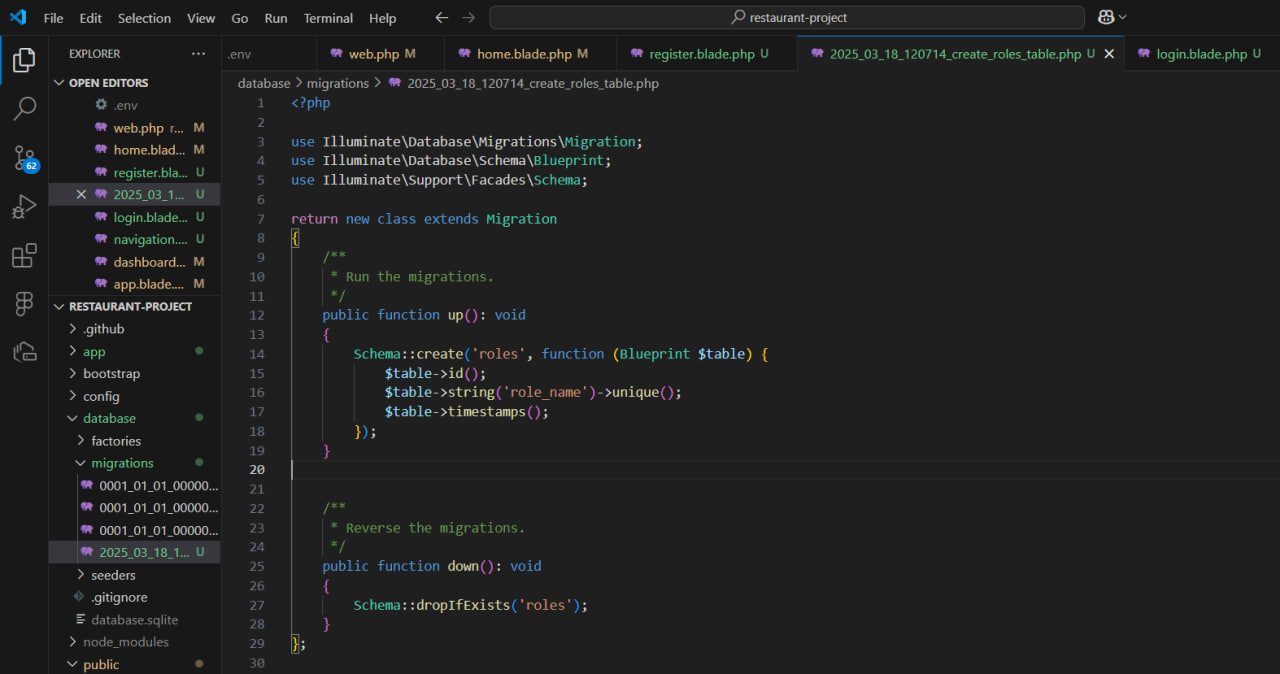 File Edit Selection View Go Run Terminal Help restaurant-project
EXPLORER ...
.env web.php M home.blade.php M register.blade.php U 2025_03_18_120714_create_roles_table.php U login.blade.php U
OPEN EDITORS
.env
web.php r... M
home.blad... M
register.bla... U
2025_03_1... U
login.blade... U
navigation.... U
dashboard... M
app.blade.... M
62
RESTAURANT-PROJECT
.github
app
bootstrap
config
database
factories
migrations
0001_01_01_00000...
0001_01_01_00000...
0001_01_01_00000...
2025_03_18_1... U
seeders
.gitignore
database.sqlite
node_modules
public
database > migrations > 2025_03_18_120714_create_roles_table.php
1 <?php
2
3 use Illuminate\Database\Migrations\Migration;
4 use Illuminate\Database\Schema\Blueprint;
5 use Illuminate\Support\Facades\Schema;
6
7 return new class extends Migration
8 {
9 /**
10 * Run the migrations.
11 */
12 public function up(): void
13 {
14 Schema::create('roles', function (Blueprint $table) {
15 $table->id();
16 $table->string('role_name')->unique();
17 $table->timestamps();
18 });
19 }
20
21
22 /**
23 * Reverse the migrations.
24 */
25 public function down(): void
26 {
27 Schema::dropIfExists('roles');
28 }
29 };
30